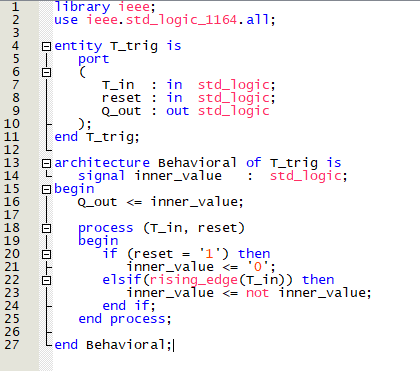 1 library ieee;
2 use ieee.std_logic_1164.all;
3
4 entity T_trig is
5    port
6    (
7       T_in  : in  std_logic;
8       reset : in  std_logic;
9       Q_out : out std_logic
10    );
11 end T_trig;
12
13 architecture Behavioral of T_trig is
14    signal inner_value   :  std_logic;
15 begin
16    Q_out <= inner_value;
17
18    process (T_in, reset)
19    begin
20       if (reset = '1') then
21          inner_value <= '0';
22       elsif(rising_edge(T_in)) then
23          inner_value <= not inner_value;
24       end if;
25    end process;
26
27 end Behavioral;